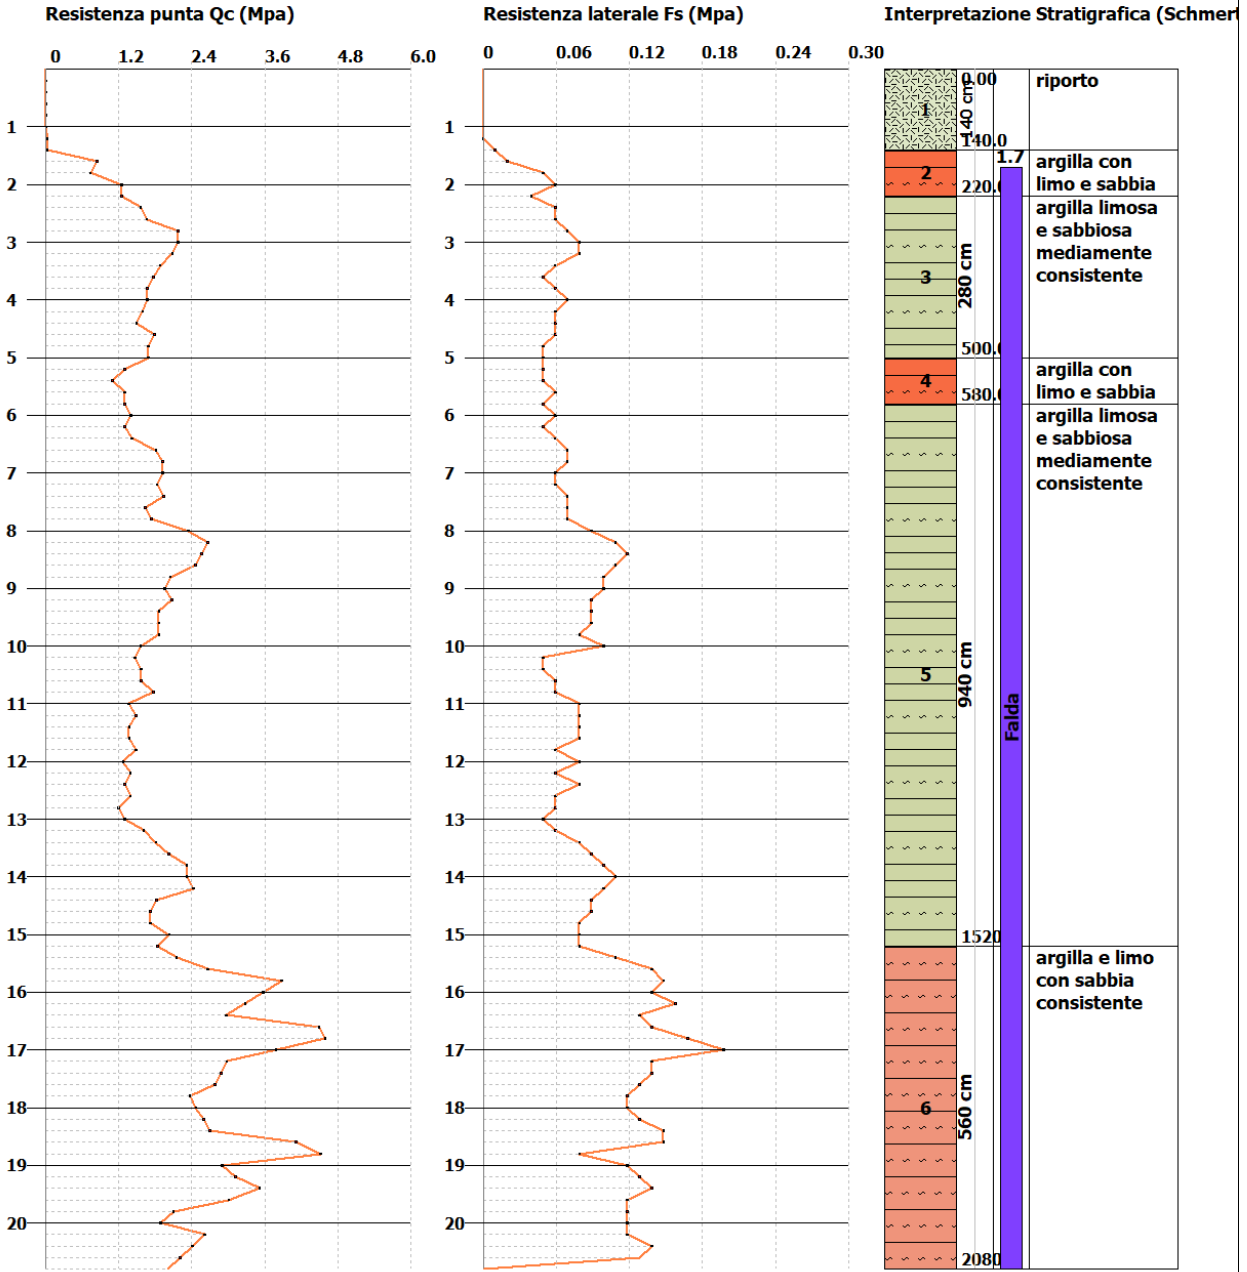 Resistenza punta Qc (Mpa)
0 1.2 2.4 3.6 4.8 6.0
1
2
3
4
5
6
7
8
9
10
11
12
13
14
15
16
17
18
19
20
Resistenza laterale Fs (Mpa)
0 0.06 0.12 0.18 0.24 0.30
1
2
3
4
5
6
7
8
9
10
11
12
13
14
15
16
17
18
19
20
Interpretazione Stratigrafica (Schmert
0.00
1
140 cm
140.0
riporto
2
220.0
1.7
argilla con
limo e sabbia
3
280 cm
500.0
argilla limosa
e sabbiosa
mediamente
consistente
4
580.0
argilla con
limo e sabbia
5
940 cm
1520
argilla limosa
e sabbiosa
mediamente
consistente
Falda
6
560 cm
2080
argilla e limo
con sabbia
consistente